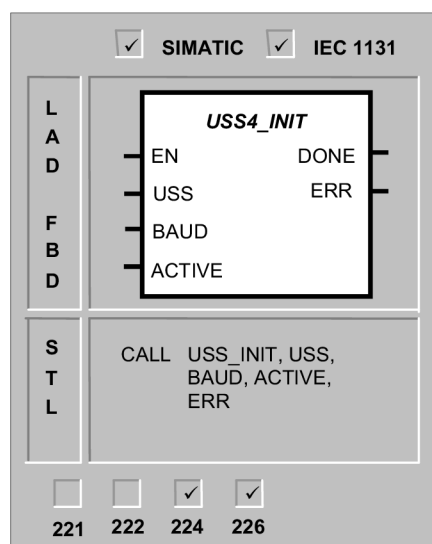 ✓ SIMATIC ✓ IEC 1131
L
A
D
F
B
D
USS4_INIT
EN DONE
USS ERR
BAUD
ACTIVE
S
T
L
CALL USS_INIT, USS,
BAUD, ACTIVE,
ERR
✓ ✓
221 222 224 226